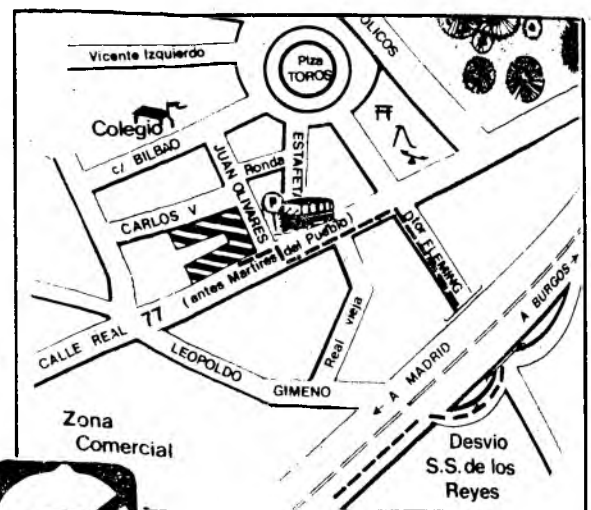 Vicente Izquierdo
Plza
TOROS
OLICOS
Colegio
c/ BILBAO
JUAN OLIVARES
Ronda
ESTAFETA
P
CARLOS V
Dtor FLEMING
CALLE REAL 77 (antes Martires del Pueblo)
Real vieja
LEOPOLDO GIMENO
A MADRID
A BURGOS
Zona
Comercial
Desvio
S.S. de los
Reyes